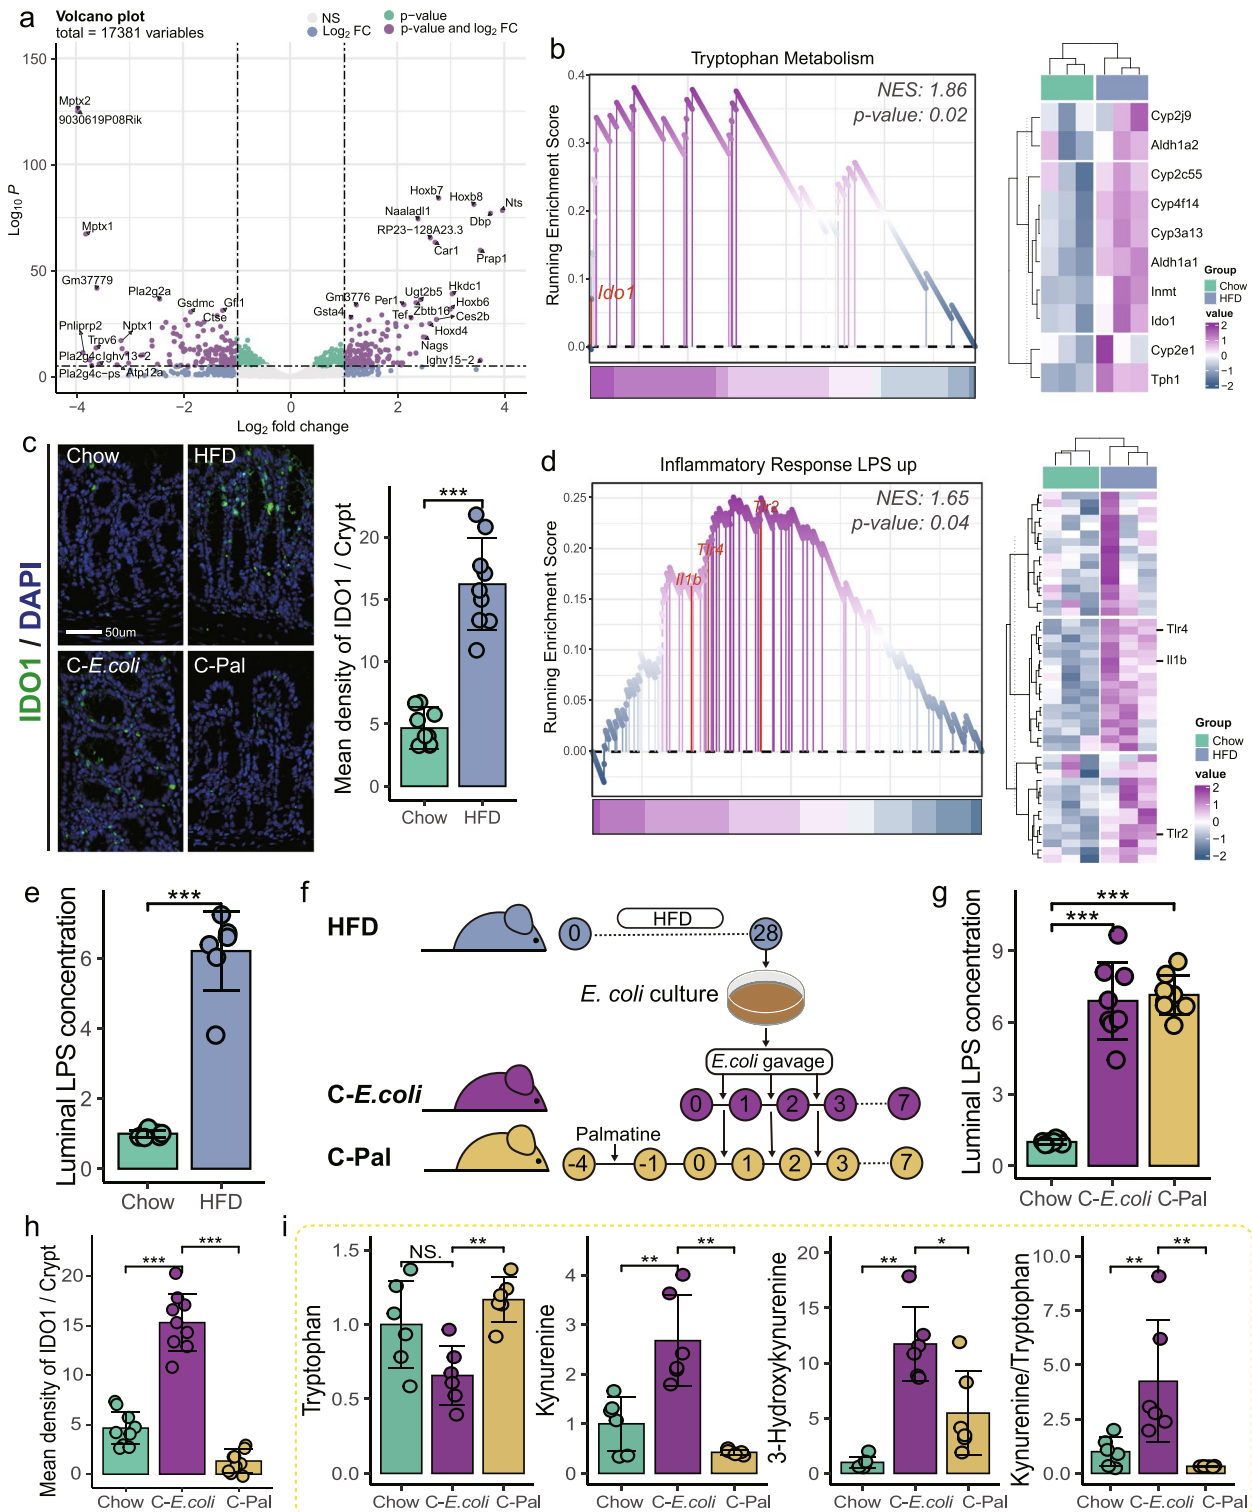 a
Volcano plot
total = 17381 variables
NS
Log2 FC
p−value
p-value and log2 FC
150
100
50
0
Log10 P
Mptx2
9030619P08Rik
Mptx1
Gm37779
Pla2g2a
Gsdmc
Gfl1
Ctse
Pnliprp2
Nptx1
Trpv6
Pla2g4c
Ighv13−2
Pla2g4c−ps
Atp12a
Hoxb7
Hoxb8
Nts
Naaladl1
Dbp
RP23−128A23.3
Car1
Prap1
Gm3776
Per1
Ugt2b5
Hkdc1
Gsta4
Tef
Zbtb16
Hoxb6
Ces2b
Hoxd4
Nags
Ighv15−2
−4
−2
0
2
4
Log2 fold change
b
Tryptophan Metabolism
NES: 1.86
p-value: 0.02
0.4
0.3
0.2
0.1
0.0
Running Enrichment Score
Ido1
Cyp2j9
Aldh1a2
Cyp2c55
Cyp4f14
Cyp3a13
Aldh1a1
Inmt
Ido1
Cyp2e1
Tph1
Group
Chow
HFD
value
2
1
0
−1
−2
c
IDO1 / DAPI
Chow
HFD
50um
C-E.coli
C-Pal
Mean density of IDO1 / Crypt
***
20
15
10
5
0
Chow
HFD
d
Inflammatory Response LPS up
NES: 1.65
p-value: 0.04
0.25
0.20
0.15
0.10
0.05
0.00
Running Enrichment Score
Tlr2
Tlr4
Il1b
Tlr4
Il1b
Tlr2
Group
Chow
HFD
value
2
1
0
−1
−2
e
Luminal LPS concentration
***
6
4
2
0
Chow
HFD
f
HFD
0
HFD
28
E. coli culture
E.coli gavage
C-E.coli
0
1
2
3
7
Palmatine
C-Pal
-4
-1
0
1
2
3
7
g
Luminal LPS concentration
***
***
9
6
3
0
Chow
C-E.coli
C-Pal
h
Mean density of IDO1 / Crypt
***
***
20
15
10
5
0
Chow
C-E.coli
C-Pal
i
Tryptophan
NS.
**
1.5
1.0
0.5
0.0
Chow
C-E.coli
C-Pal
Kynurenine
**
**
4
3
2
1
0
Chow
C-E.coli
C-Pal
3-Hydroxykynurenine
**
*
20
15
10
5
0
Chow
C-E.coli
C-Pal
Kynurenine/Tryptophan
**
**
10.0
7.5
5.0
2.5
0.0
Chow
C-E.coli
C-Pal